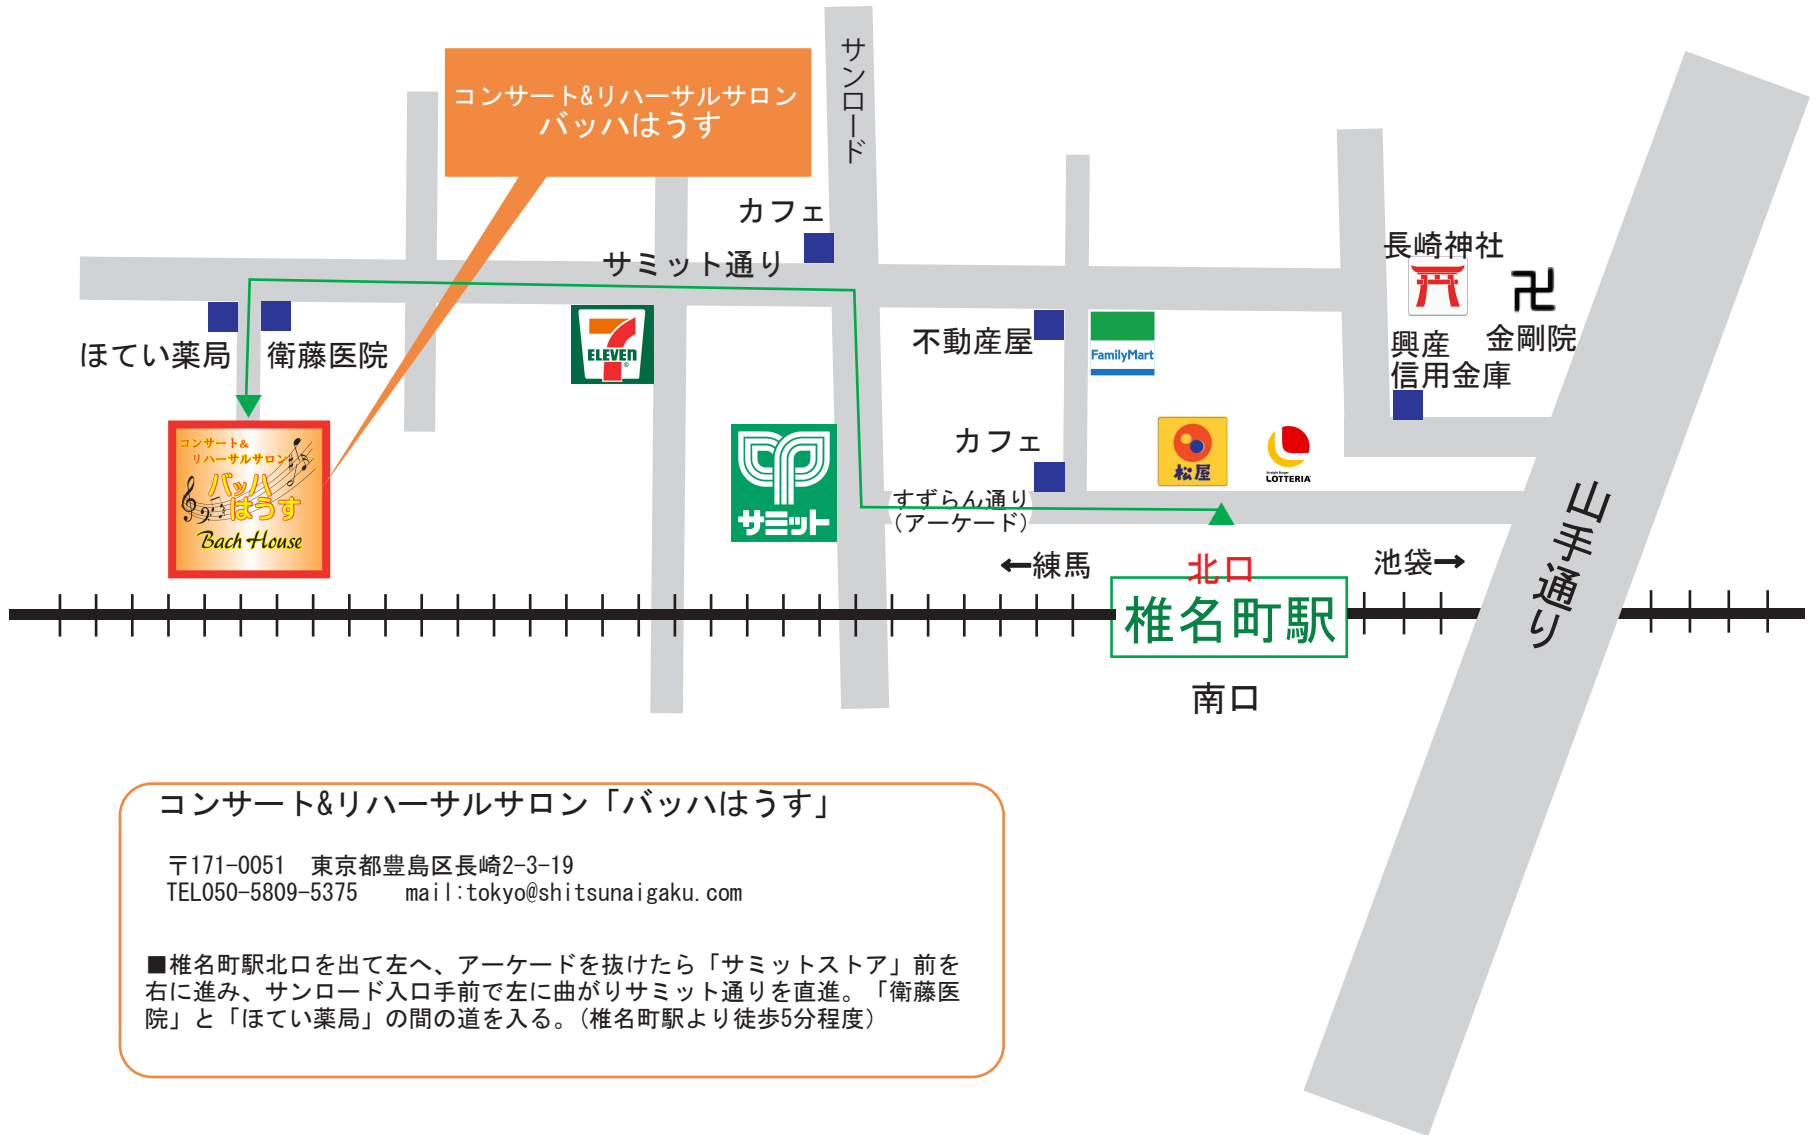 サンロード
コンサート&リハーサルサロン
バッハはうす
カフェ
サミット通り
長崎神社
卍
金剛院
興産
信用金庫
ほてい薬局
衛藤医院
7
ELEVEn
不動産屋
FamilyMart
カフェ
松屋
Straight Burger
LOTTERIA
コンサート&
リハーサルサロン
バッハ
はうす
Bach House
サミット
すずらん通り
(アーケード)
山手通り
←練馬
北口
池袋→
椎名町駅
南口
コンサート&リハーサルサロン「バッハはうす」
〒171-0051　東京都豊島区長崎2-3-19
TEL050-5809-5375　　mail:tokyo@shitsunaigaku.com
■椎名町駅北口を出て左へ、アーケードを抜けたら「サミットストア」前を
右に進み、サンロード入口手前で左に曲がりサミット通りを直進。「衛藤医
院」と「ほてい薬局」の間の道を入る。(椎名町駅より徒歩5分程度)